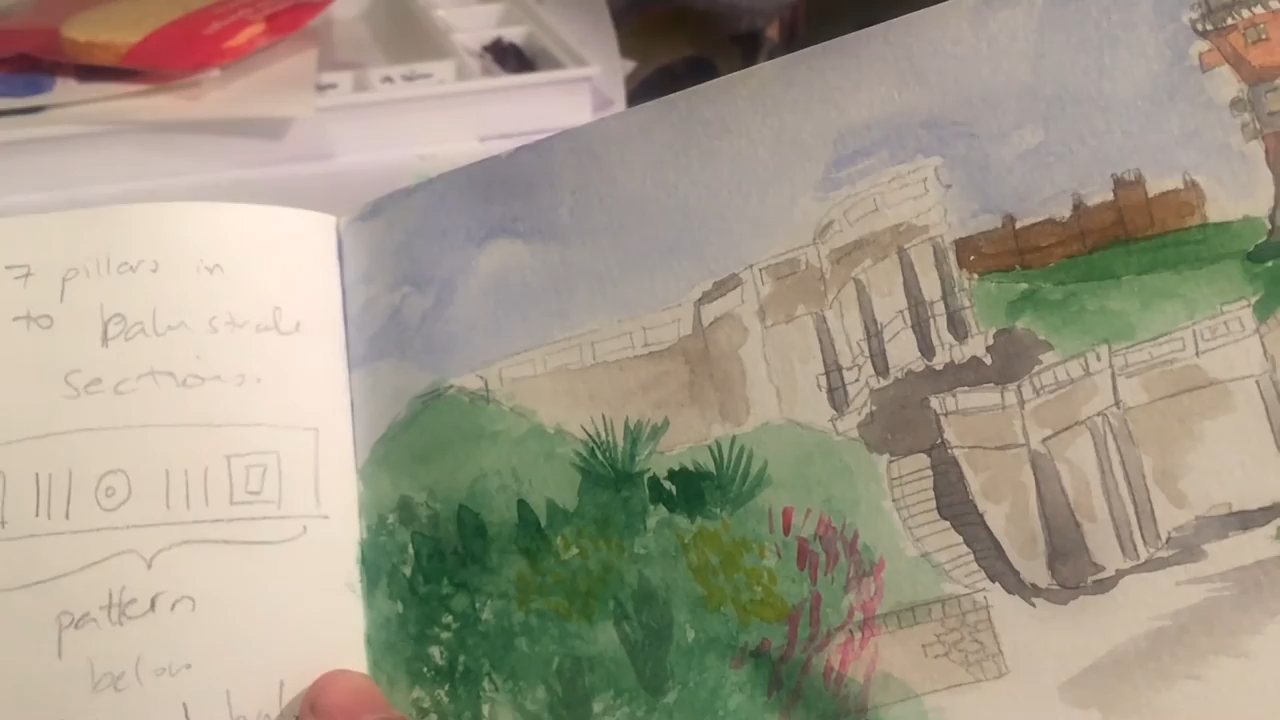 7 pillars in
to balustrade
sections.
pattern
below